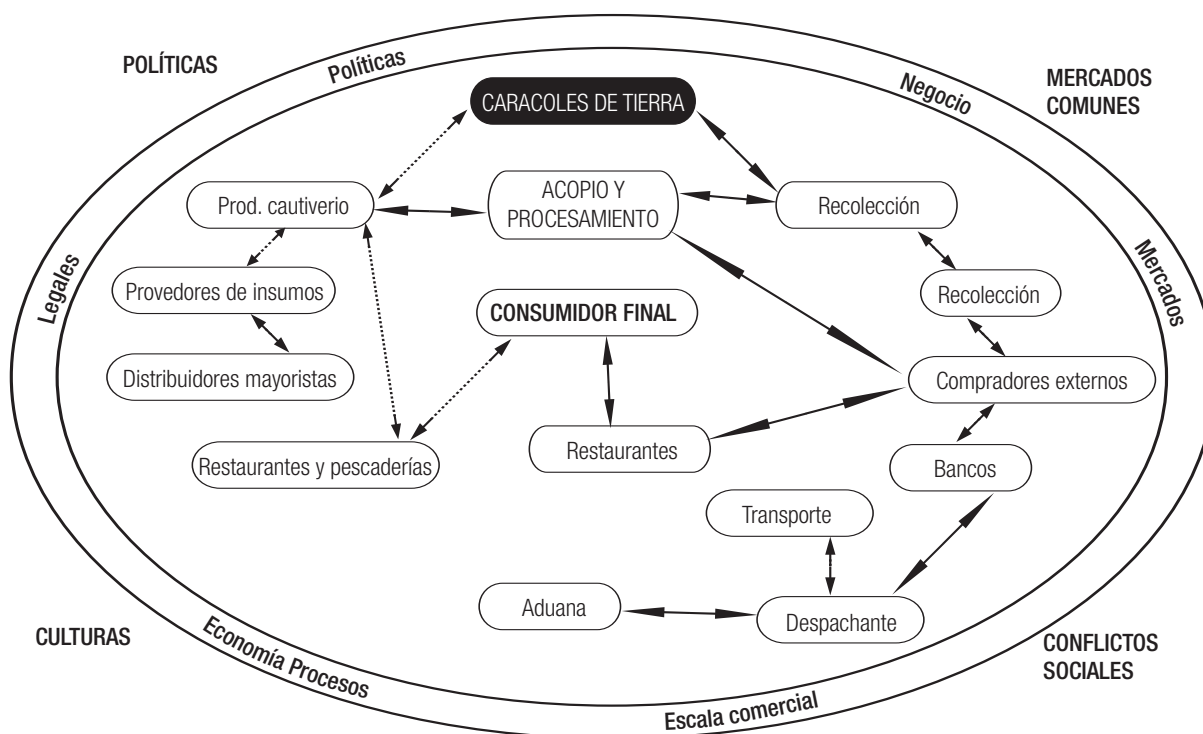 POLÍTICAS
Políticas
Negocio
MERCADOS
COMUNES
CARACOLES DE TIERRA
Prod. cautiverio
ACOPIO Y
PROCESAMIENTO
Recolección
Legales
Mercados
Provedores de insumos
CONSUMIDOR FINAL
Recolección
Distribuidores mayoristas
Compradores externos
Restaurantes y pescaderías
Restaurantes
Bancos
Transporte
Aduana
Despachante
CULTURAS
Economía Procesos
Escala comercial
CONFLICTOS
SOCIALES